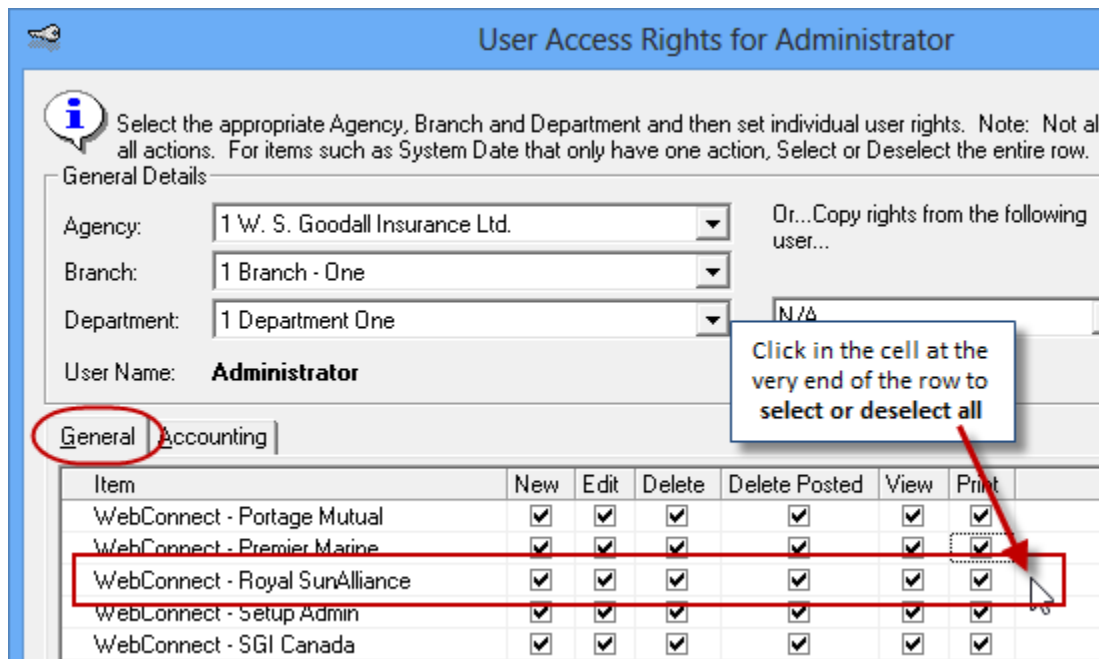 User Access Rights for Administrator
Select the appropriate Agency, Branch and Department and then set individual user rights. Note: Not al
all actions. For items such as System Date that only have one action, Select or Deselect the entire row.
General Details
Agency:
1 W. S. Goodall Insurance Ltd.
Or...Copy rights from the following
user...
Branch:
1 Branch - One
Department:
1 Department One
N/A
User Name:
Administrator
Click in the cell at the
very end of the row to
select or deselect all
General
Accounting
Item New Edit Delete Delete Posted View Print
WebConnect - Portage Mutual
WebConnect - Premier Marine
WebConnect - Royal SunAlliance
WebConnect - Setup Admin
WebConnect - SGI Canada